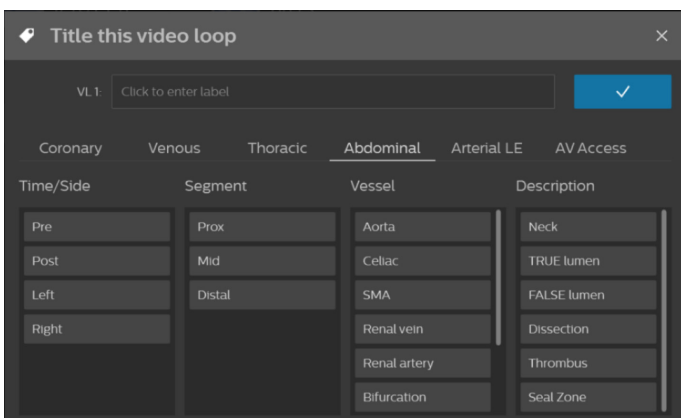 Title this video loop
VL1: Click to enter label
Coronary Venous Thoracic Abdominal Arterial LE AV Access
Time/Side Segment Vessel Description
Pre Prox Aorta Neck
Post Mid Celiac TRUE lumen
Left Distal SMA FALSE lumen
Right Renal vein Dissection
Renal artery Thrombus
Bifurcation Seal Zone